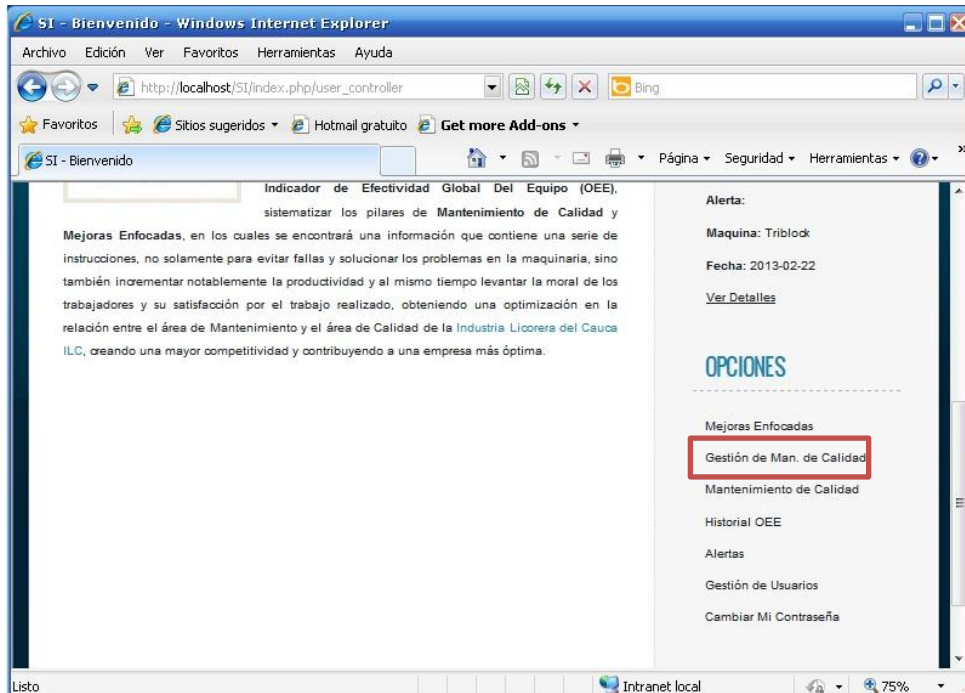 SI - Bienvenido - Windows Internet Explorer
Archivo Edición Ver Favoritos Herramientas Ayuda
http://localhost/SI/index.php/user_controller
Bing
Favoritos Sitios sugeridos Hotmail gratuito Get more Add-ons
SI - Bienvenido
Página Seguridad Herramientas
Indicador de Efectividad Global Del Equipo (OEE),
sistematizar los pilares de Mantenimiento de Calidad y
Mejoras Enfocadas, en los cuales se encontrará una información que contiene una serie de
instrucciones, no solamente para evitar fallas y solucionar los problemas en la maquinaria, sino
también incrementar notablemente la productividad y al mismo tiempo levantar la moral de los
trabajadores y su satisfacción por el trabajo realizado, obteniendo una optimización en la
relación entre el área de Mantenimiento y el área de Calidad de la Industria Licorera del Cauca
ILC, creando una mayor competitividad y contribuyendo a una empresa más óptima.
Alerta:
Maquina: Triblock
Fecha: 2013-02-22
Ver Detalles
OPCIONES
Mejoras Enfocadas
Gestión de Man. de Calidad
Mantenimiento de Calidad
Historial OEE
Alertas
Gestión de Usuarios
Cambiar Mi Contraseña
Listo
Intranet local
75%